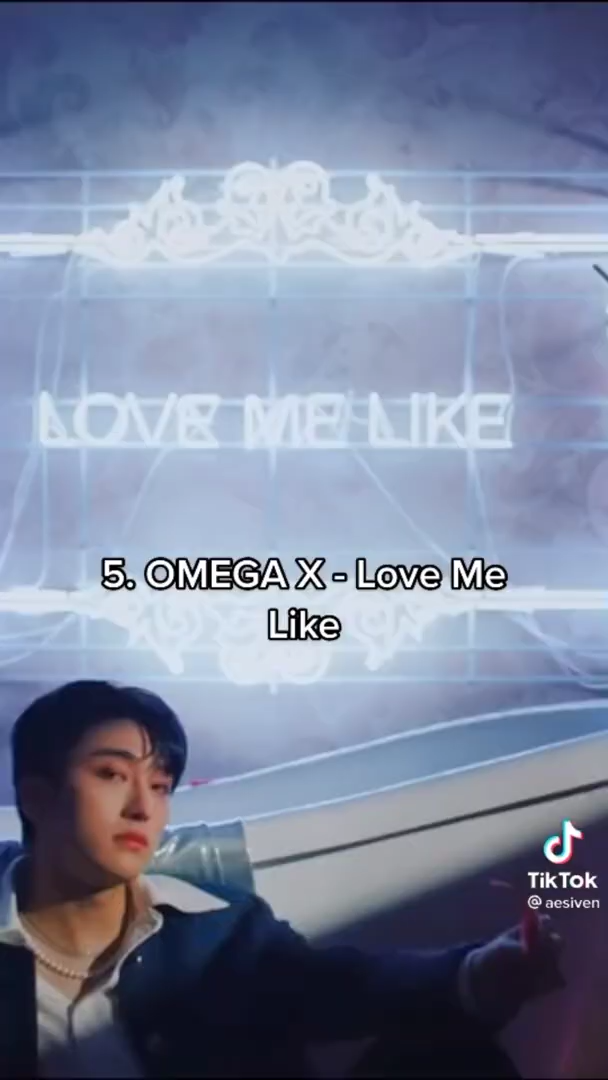 LOVE ME LIKE
5. OMEGA X - Love Me
Like
TikTok
@aesiven